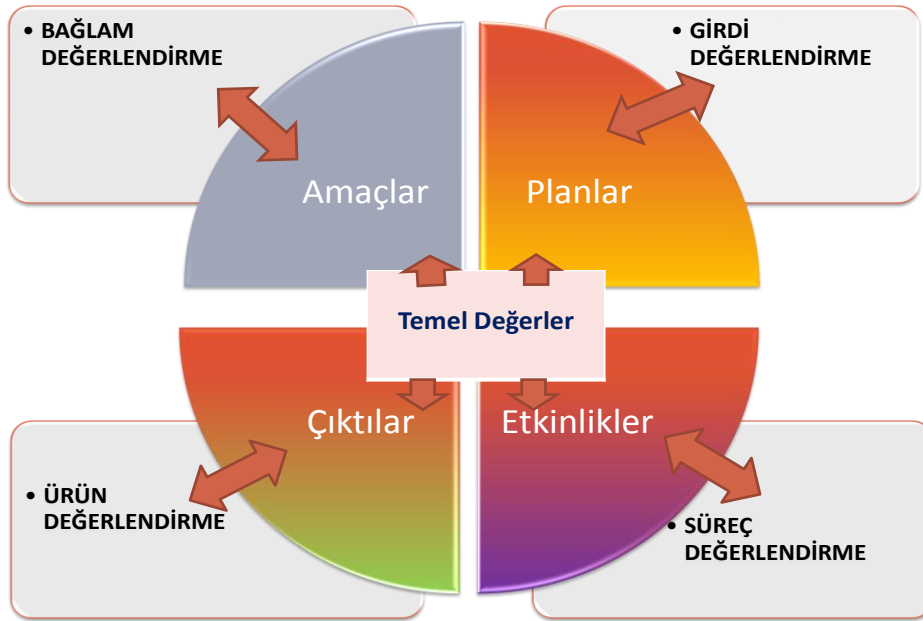 • BAĞLAM
DEĞERLENDİRME
• GİRDİ
DEĞERLENDİRME
Amaçlar
Planlar
Temel Değerler
Çıktılar
Etkinlikler
• ÜRÜN
DEĞERLENDİRME
• SÜREÇ
DEĞERLENDİRME